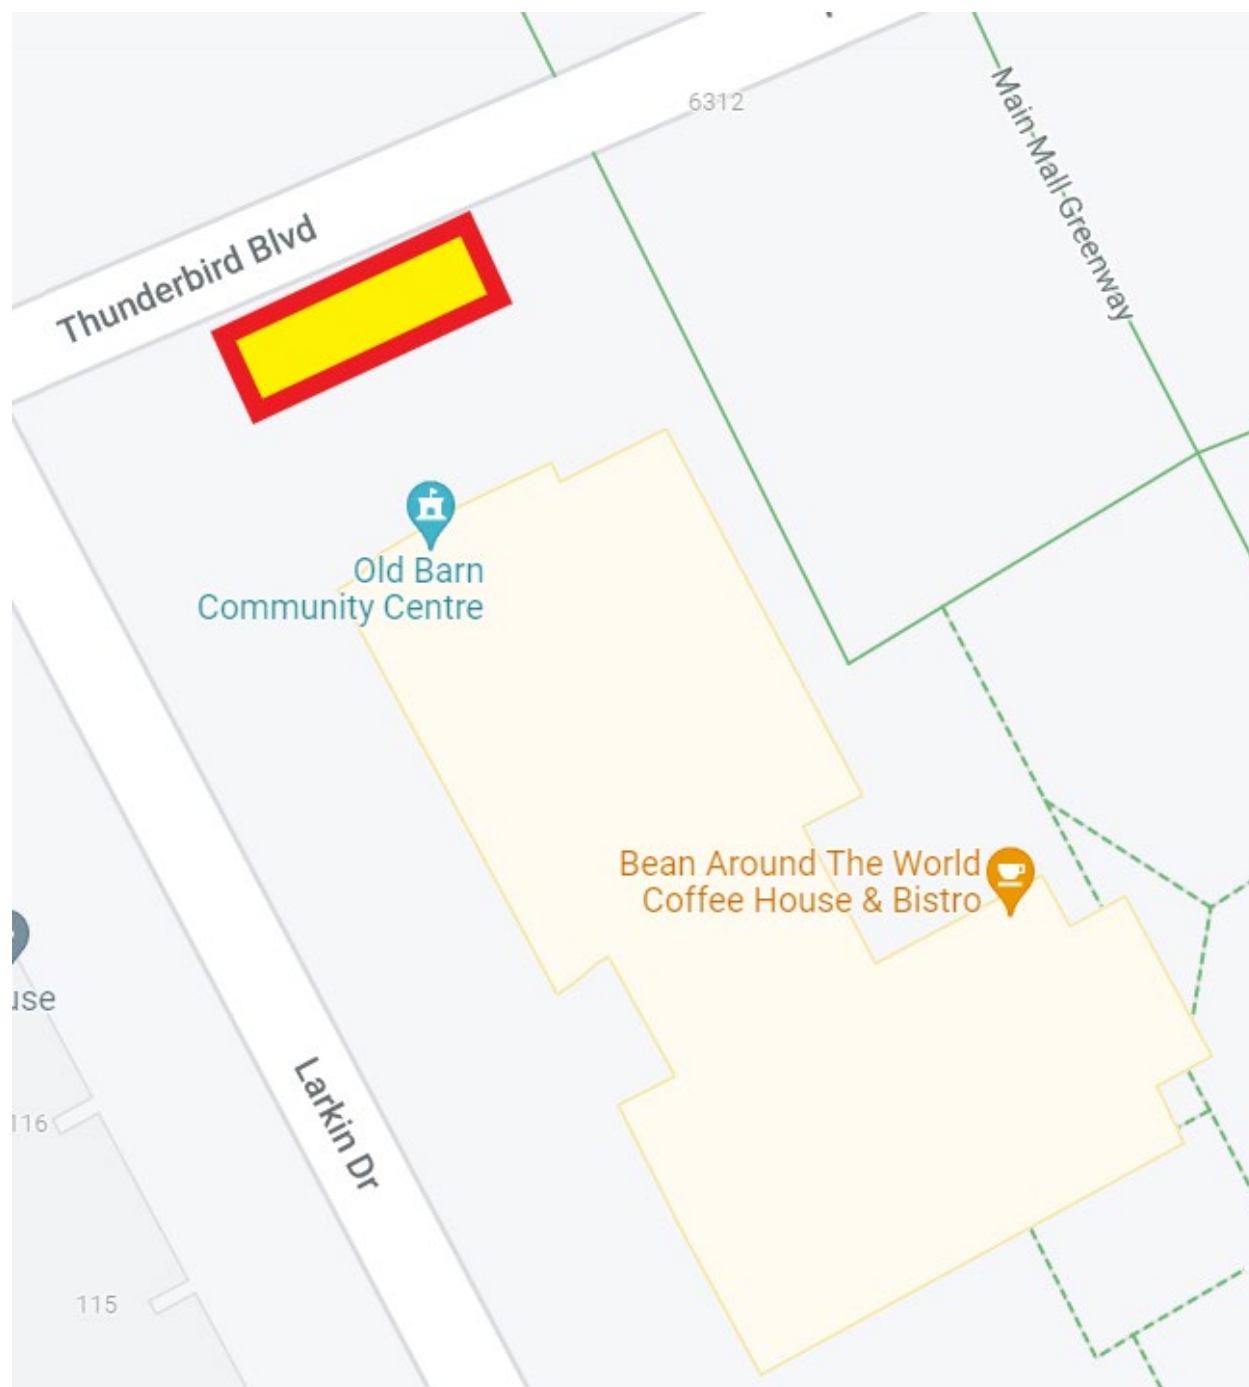 6312
Main Mall Greenway
Thunderbird Blvd
Old Barn
Community Centre
Bean Around The World
Coffee House & Bistro
use
Larkin Dr
116
115